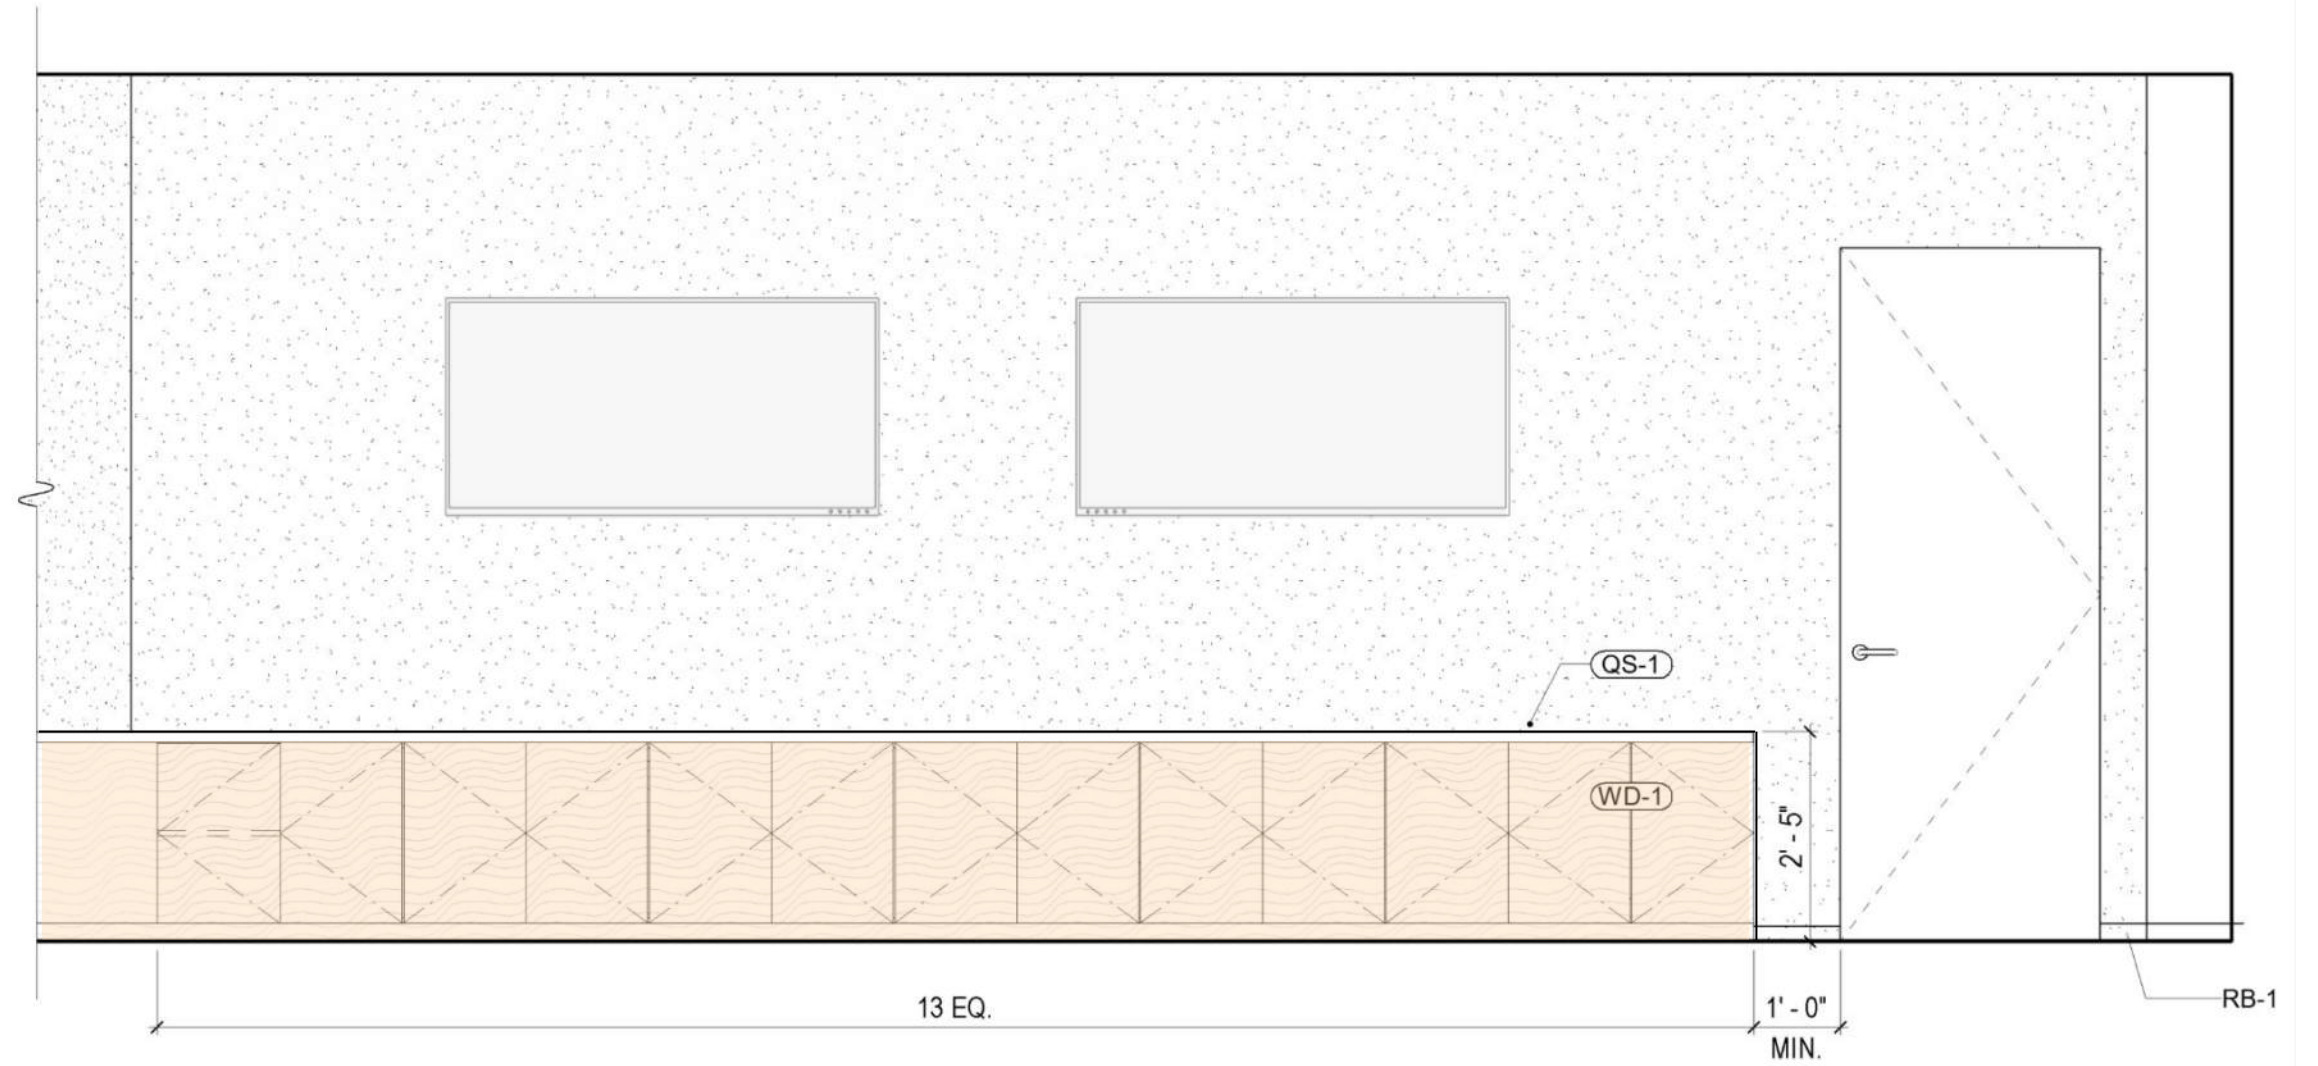 QS-1
WD-1
2' - 5"
13 EQ.
1' - 0"
MIN.
RB-1